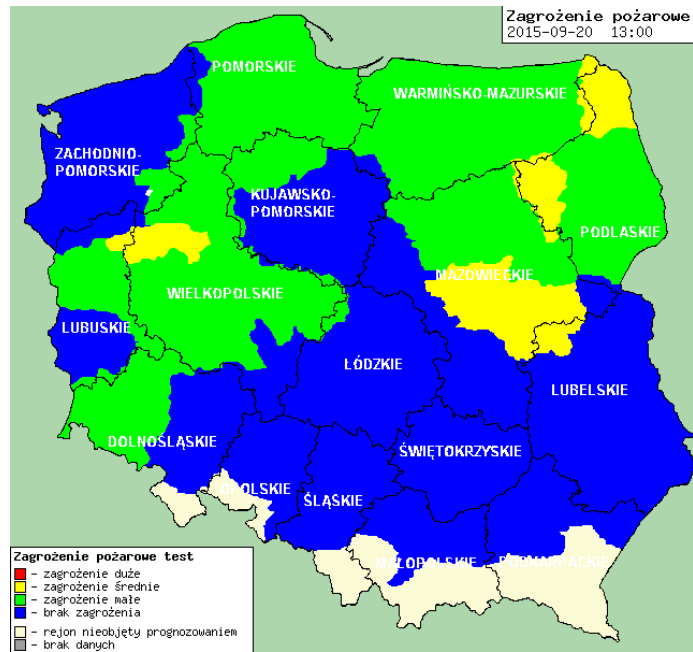 Zagrożenie pożarowe
2015-09-20 13:00
POMORSKIE
WARMIŃSKO-MAZURSKIE
ZACHODNIO-
POMORSKIE
KUJAWSKO-
POMORSKIE
PODLASKIE
MAZOWIECKIE
WIELKOPOLSKIE
LUBUSKIE
ŁÓDZKIE
LUBELSKIE
DOLNOŚLĄSKIE
ŚWIĘTOKRZYSKIE
OPOLSKIE
ŚLĄSKIE
MAŁOPOLSKIE
PODKARPACKIE
Zagrożenie pożarowe test
- zagrożenie duże
- zagrożenie średnie
- zagrożenie małe
- brak zagrożenia
- rejon nieobjęty prognozowaniem
- brak danych